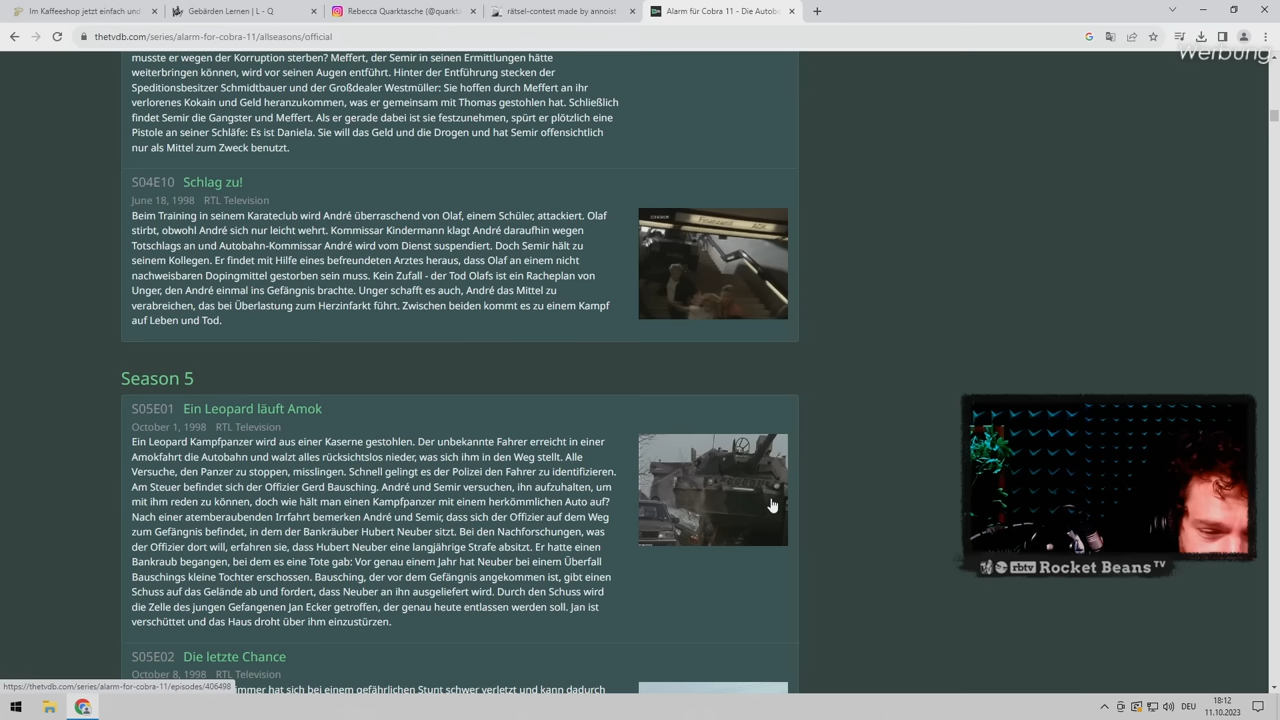 Im Kaffeeshop jetzt einfach und
Gebärden Lernen | L - Q
Rebecca Quarktasche (@quarkt
rätsel-contest made by annoist
Alarm für Cobra 11 - Die Autob
thetvdb.com/series/alarm-for-cobra-11/allseasons/official
Werbung
musste er wegen der Korruption sterben? Meffert, der Semir in seinen Ermittlungen hätte
weiterbringen können, wird vor seinen Augen entführt. Hinter der Entführung stecken der
Speditionsbesitzer Schmidtbauer und der Großdealer Westmüller: Sie hoffen durch Meffert an ihr
verlorenes Kokain und Geld heranzukommen, was er gemeinsam mit Thomas gestohlen hat. Schließlich
findet Semir die Gangster und Meffert. Als er gerade dabei ist sie festzunehmen, spürt er plötzlich eine
Pistole an seiner Schläfe: Es ist Daniela. Sie will das Geld und die Drogen und hat Semir offensichtlich
nur als Mittel zum Zweck benutzt.
S04E10 Schlag zu!
June 18, 1998 RTL Television
Beim Training in seinem Karateclub wird André überraschend von Olaf, einem Schüler, attackiert. Olaf
stirbt, obwohl André sich nur leicht wehrt. Kommissar Kindermann klagt André daraufhin wegen
Totschlags an und Autobahn-Kommissar André wird vom Dienst suspendiert. Doch Semir hält zu
seinem Kollegen. Er findet mit Hilfe eines befreundeten Arztes heraus, dass Olaf an einem nicht
nachweisbaren Dopingmittel gestorben sein muss. Kein Zufall - der Tod Olafs ist ein Racheplan von
Unger, den André einmal ins Gefängnis brachte. Unger schafft es auch, André das Mittel zu
verabreichen, das bei Überlastung zum Herzinfarkt führt. Zwischen beiden kommt es zu einem Kampf
auf Leben und Tod.
Season 5
S05E01 Ein Leopard läuft Amok
October 1, 1998 RTL Television
Ein Leopard Kampfpanzer wird aus einer Kaserne gestohlen. Der unbekannte Fahrer erreicht in einer
Amokfahrt die Autobahn und walzt alles rücksichtslos nieder, was sich ihm in den Weg stellt. Alle
Versuche, den Panzer zu stoppen, misslingen. Schnell gelingt es der Polizei den Fahrer zu identifizieren.
Am Steuer befindet sich der Offizier Gerd Bausching. André und Semir versuchen, ihn aufzuhalten, um
mit ihm reden zu können, doch wie hält man einen Kampfpanzer mit einem herkömmlichen Auto auf?
Nach einer atemberaubenden Irrfahrt bemerken André und Semir, dass sich der Offizier auf dem Weg
zum Gefängnis befindet, in dem der Bankräuber Hubert Neuber sitzt. Bei den Nachforschungen, was
der Offizier dort will, erfahren sie, dass Hubert Neuber eine langjährige Strafe absitzt. Er hatte einen
Bankraub begangen, bei dem es eine Tote gab: Vor genau einem Jahr hat Neuber bei einem Überfall
Bauschings kleine Tochter erschossen. Bausching, der vor dem Gefängnis angekommen ist, gibt einen
Schuss auf das Gelände ab und fordert, dass Neuber an ihn ausgeliefert wird. Durch den Schuss wird
die Zelle des jungen Gefangenen Jan Ecker getroffen, der genau heute entlassen werden soll. Jan ist
verschüttet und das Haus droht über ihm einzustürzen.
rbtv Rocket Beans TV
S05E02 Die letzte Chance
October 8, 1998 RTL Television
https://thetvdb.com/series/alarm-for-cobra-11/episodes/406498
mmer hat sich bei einem gefährlichen Stunt schwer verletzt und kann dadurch
DEU
18:12
11.10.2023